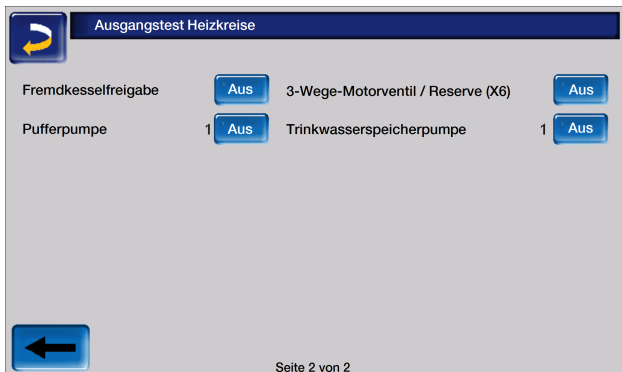 Ausgangstest Heizkreise
Fremdkesselfreigabe Aus 3-Wege-Motorventil / Reserve (X6) Aus
Pufferpumpe 1 Aus Trinkwasserspeicherpumpe 1 Aus
Seite 2 von 2